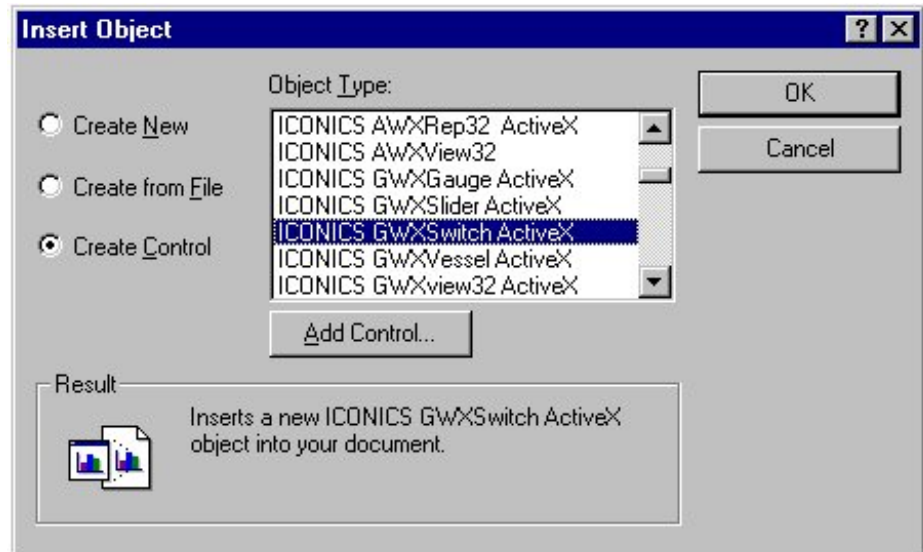 Insert Object
Object Type:
Create New
Create from File
Create Control
ICONICS AWXRep32 ActiveX
ICONICS AWXView32
ICONICS GWXGauge ActiveX
ICONICS GWXSlider ActiveX
ICONICS GWXSwitch ActiveX
ICONICS GWXVessel ActiveX
ICONICS GWXview32 ActiveX
OK
Cancel
Add Control...
Result
Inserts a new ICONICS GWXSwitch ActiveX
object into your document.